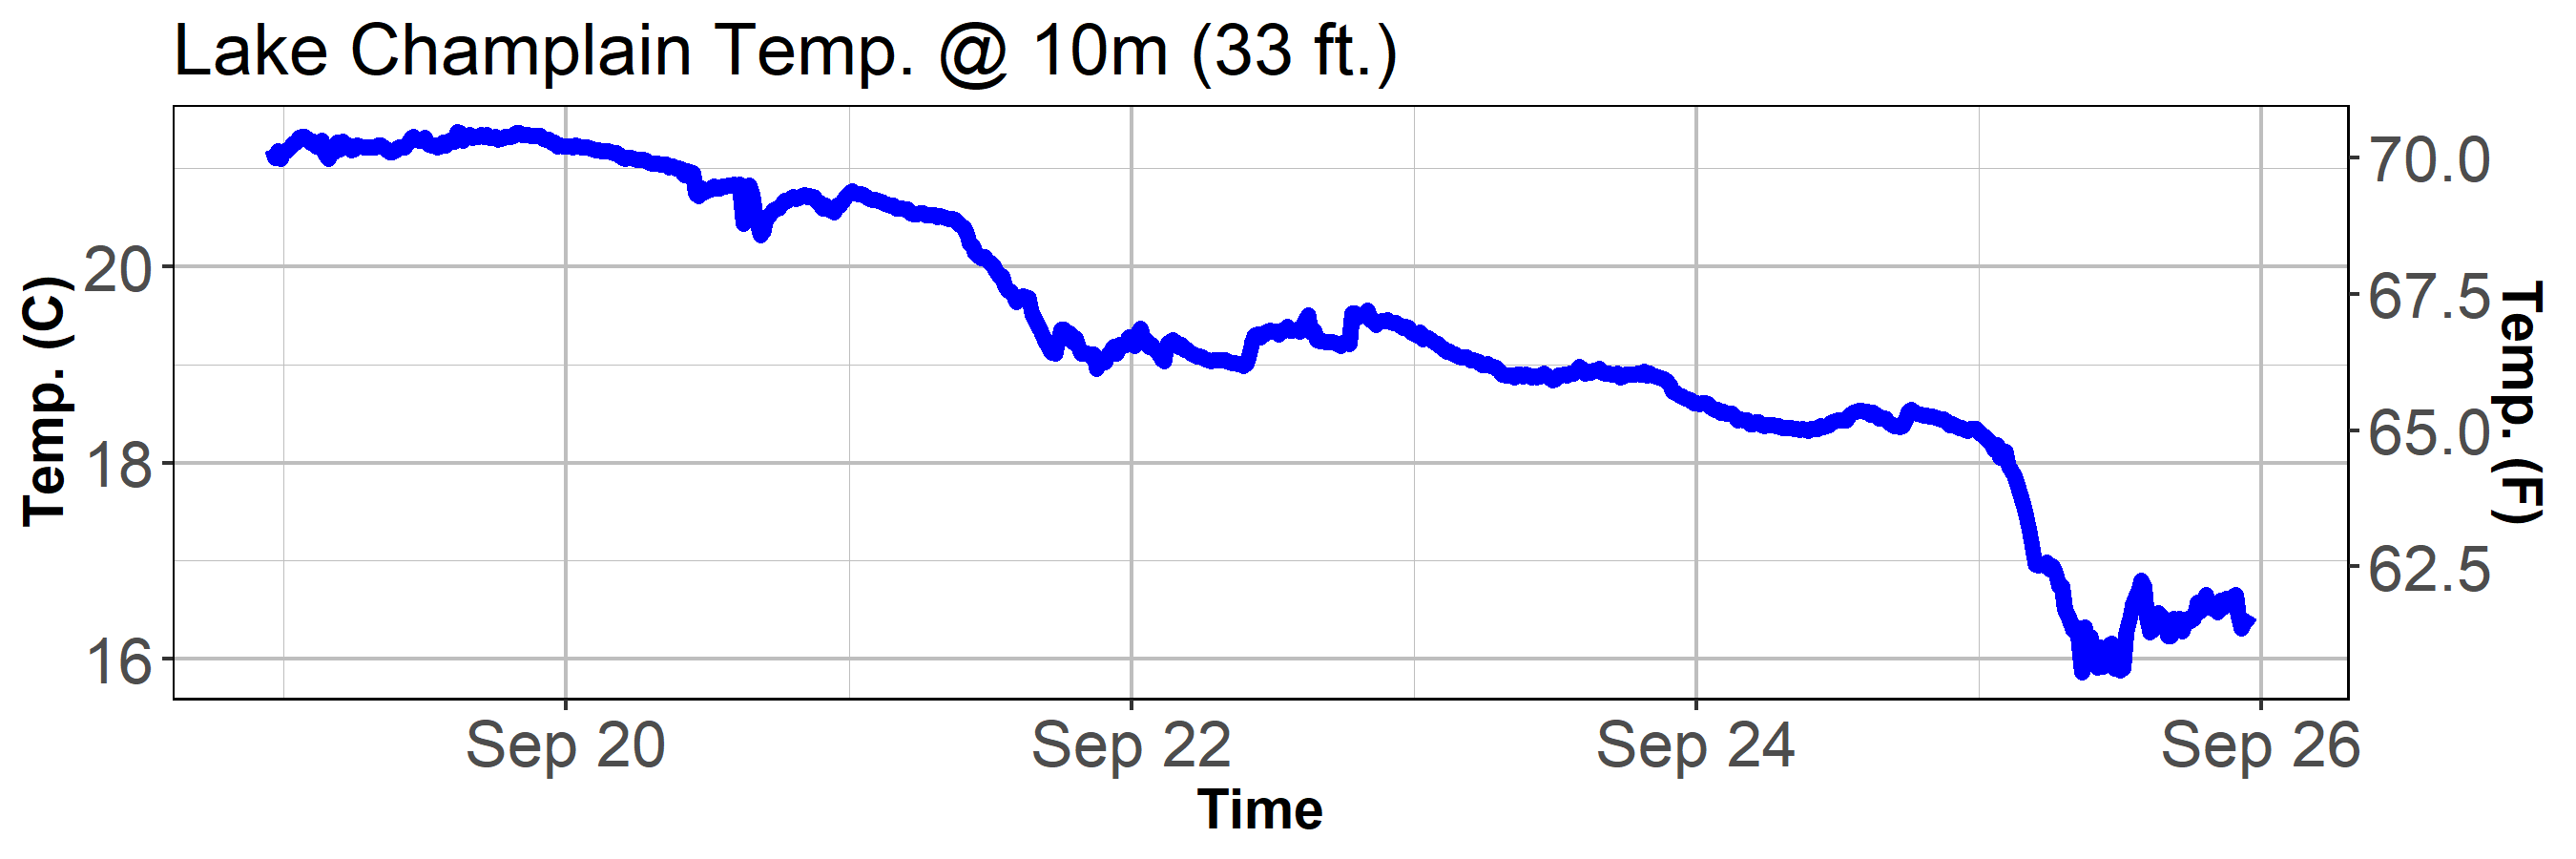 Lake Champlain Temp. @ 10m (33 ft.)
Temp. (C)
20
18
16
70.0
67.5
65.0
62.5
Temp. (F)
Sep 20
Sep 22
Sep 24
Sep 26
Time